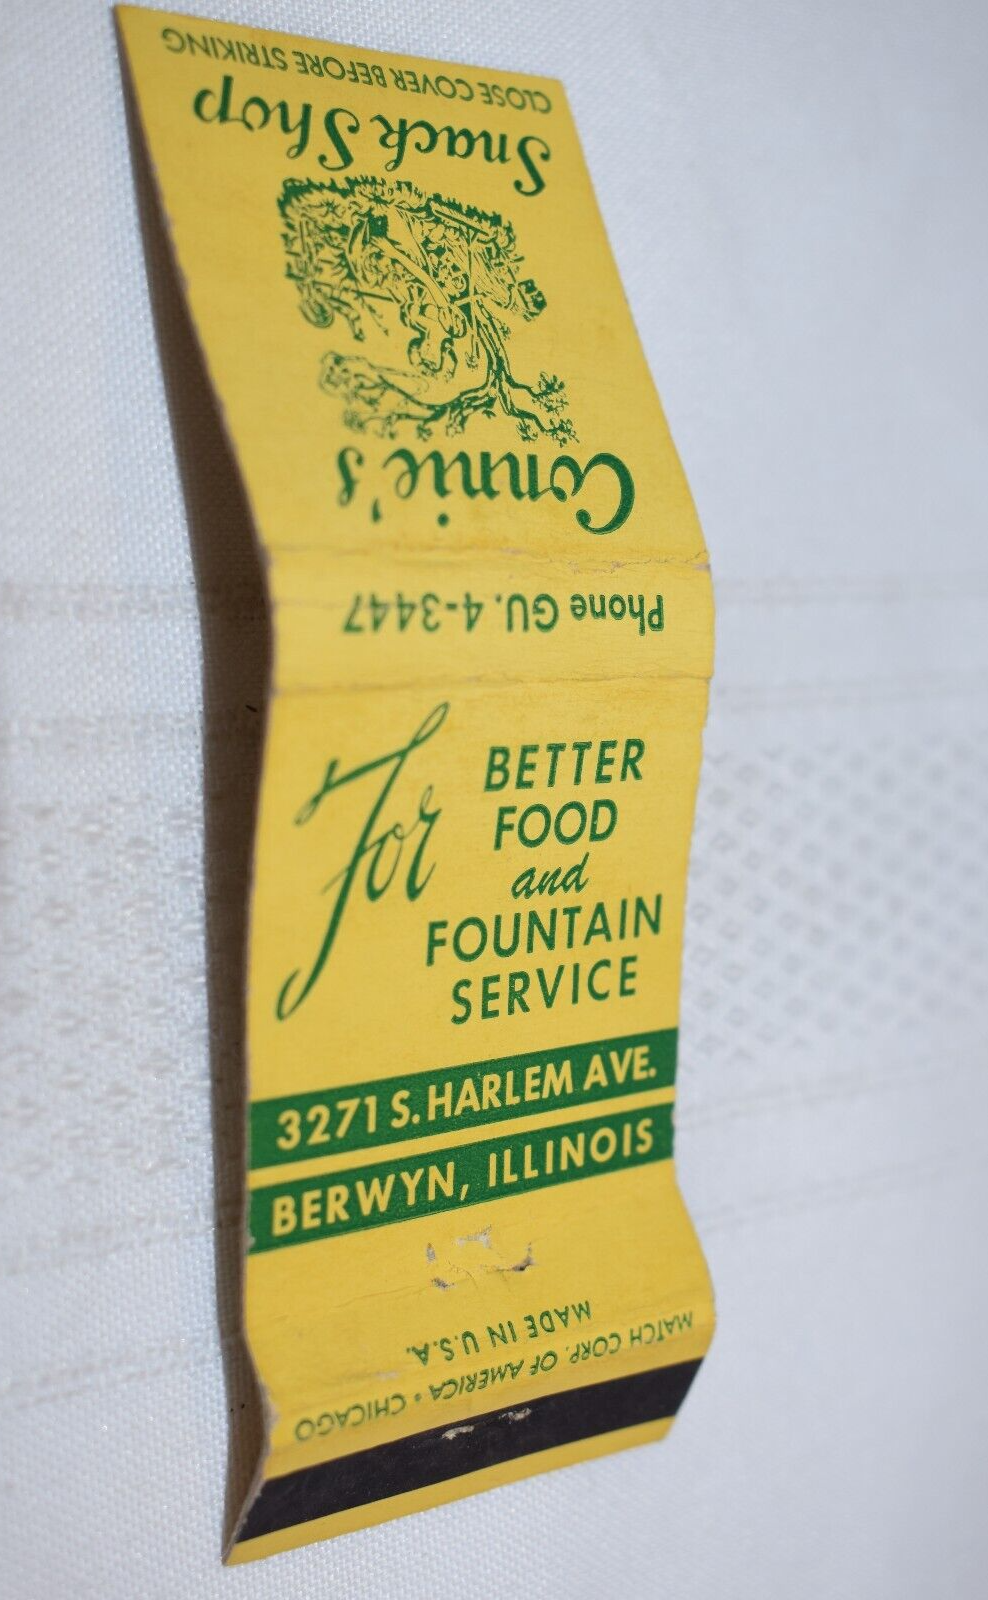 CLOSE COVER BEFORE STRIKING
Snack Shop
Connie's
Phone GU. 4-3447
For
BETTER
FOOD
and
FOUNTAIN
SERVICE
3271 S. HARLEM AVE.
BERWYN, ILLINOIS
MADE IN U.S.A.
MATCH CORP. OF AMERICA • CHICAGO